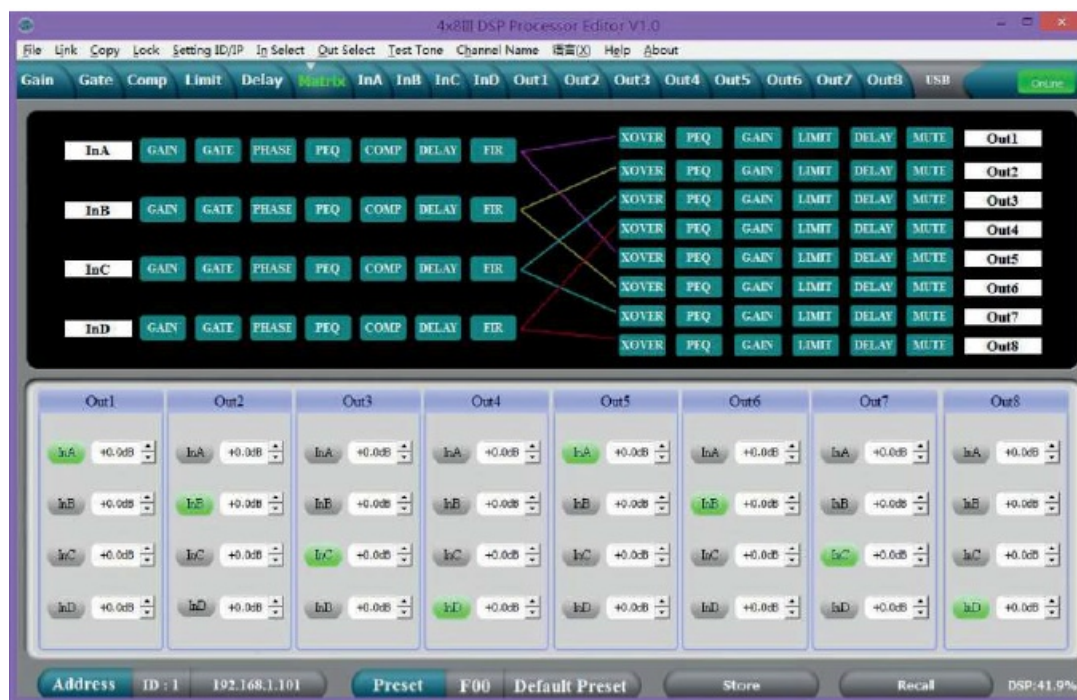 4x8III DSP Processor Editor V1.0
File Link Copy Lock Setting ID/IP In Select Out Select Test Tone Channel Name 语言(X) Help About
Gain Gate Comp Limit Delay Matrix InA InB InC InD Out1 Out2 Out3 Out4 Out5 Out6 Out7 Out8 USB OnLine
InA GAIN GATE PHASE PEQ COMP DELAY FIR
InB GAIN GATE PHASE PEQ COMP DELAY FIR
InC GAIN GATE PHASE PEQ COMP DELAY FIR
InD GAIN GATE PHASE PEQ COMP DELAY FIR
XOVER PEQ GAIN LIMIT DELAY MUTE Out1
XOVER PEQ GAIN LIMIT DELAY MUTE Out2
XOVER PEQ GAIN LIMIT DELAY MUTE Out3
XOVER PEQ GAIN LIMIT DELAY MUTE Out4
XOVER PEQ GAIN LIMIT DELAY MUTE Out5
XOVER PEQ GAIN LIMIT DELAY MUTE Out6
XOVER PEQ GAIN LIMIT DELAY MUTE Out7
XOVER PEQ GAIN LIMIT DELAY MUTE Out8
Out1 Out2 Out3 Out4 Out5 Out6 Out7 Out8
InA +0.0dB InA +0.0dB InA +0.0dB InA +0.0dB InA +0.0dB InA +0.0dB InA +0.0dB InA +0.0dB
InB +0.0dB InB +0.0dB InB +0.0dB InB +0.0dB InB +0.0dB InB +0.0dB InB +0.0dB InB +0.0dB
InC +0.0dB InC +0.0dB InC +0.0dB InC +0.0dB InC +0.0dB InC +0.0dB InC +0.0dB InC +0.0dB
InD +0.0dB InD +0.0dB InD +0.0dB InD +0.0dB InD +0.0dB InD +0.0dB InD +0.0dB InD +0.0dB
Address ID : 1 192.168.1.101 Preset F00 Default Preset Store Recall DSP:41.9%